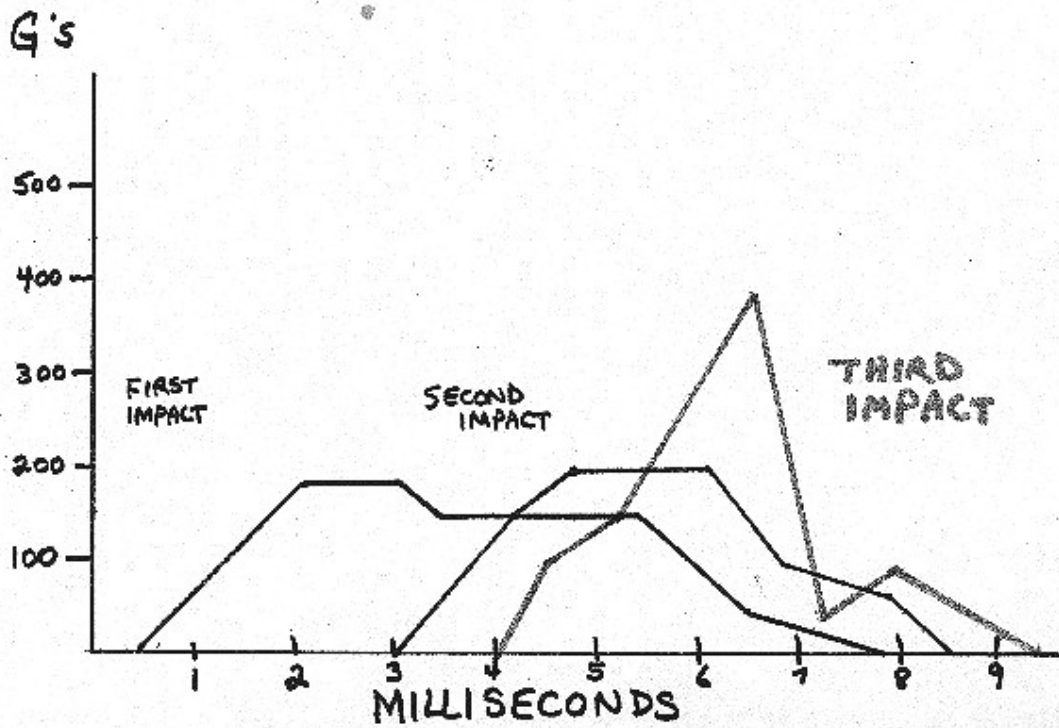 G's
500
400
300
200
100
FIRST
IMPACT
SECOND
IMPACT
THIRD
IMPACT
1 2 3 4 5 6 7 8 9
MILLISECONDS